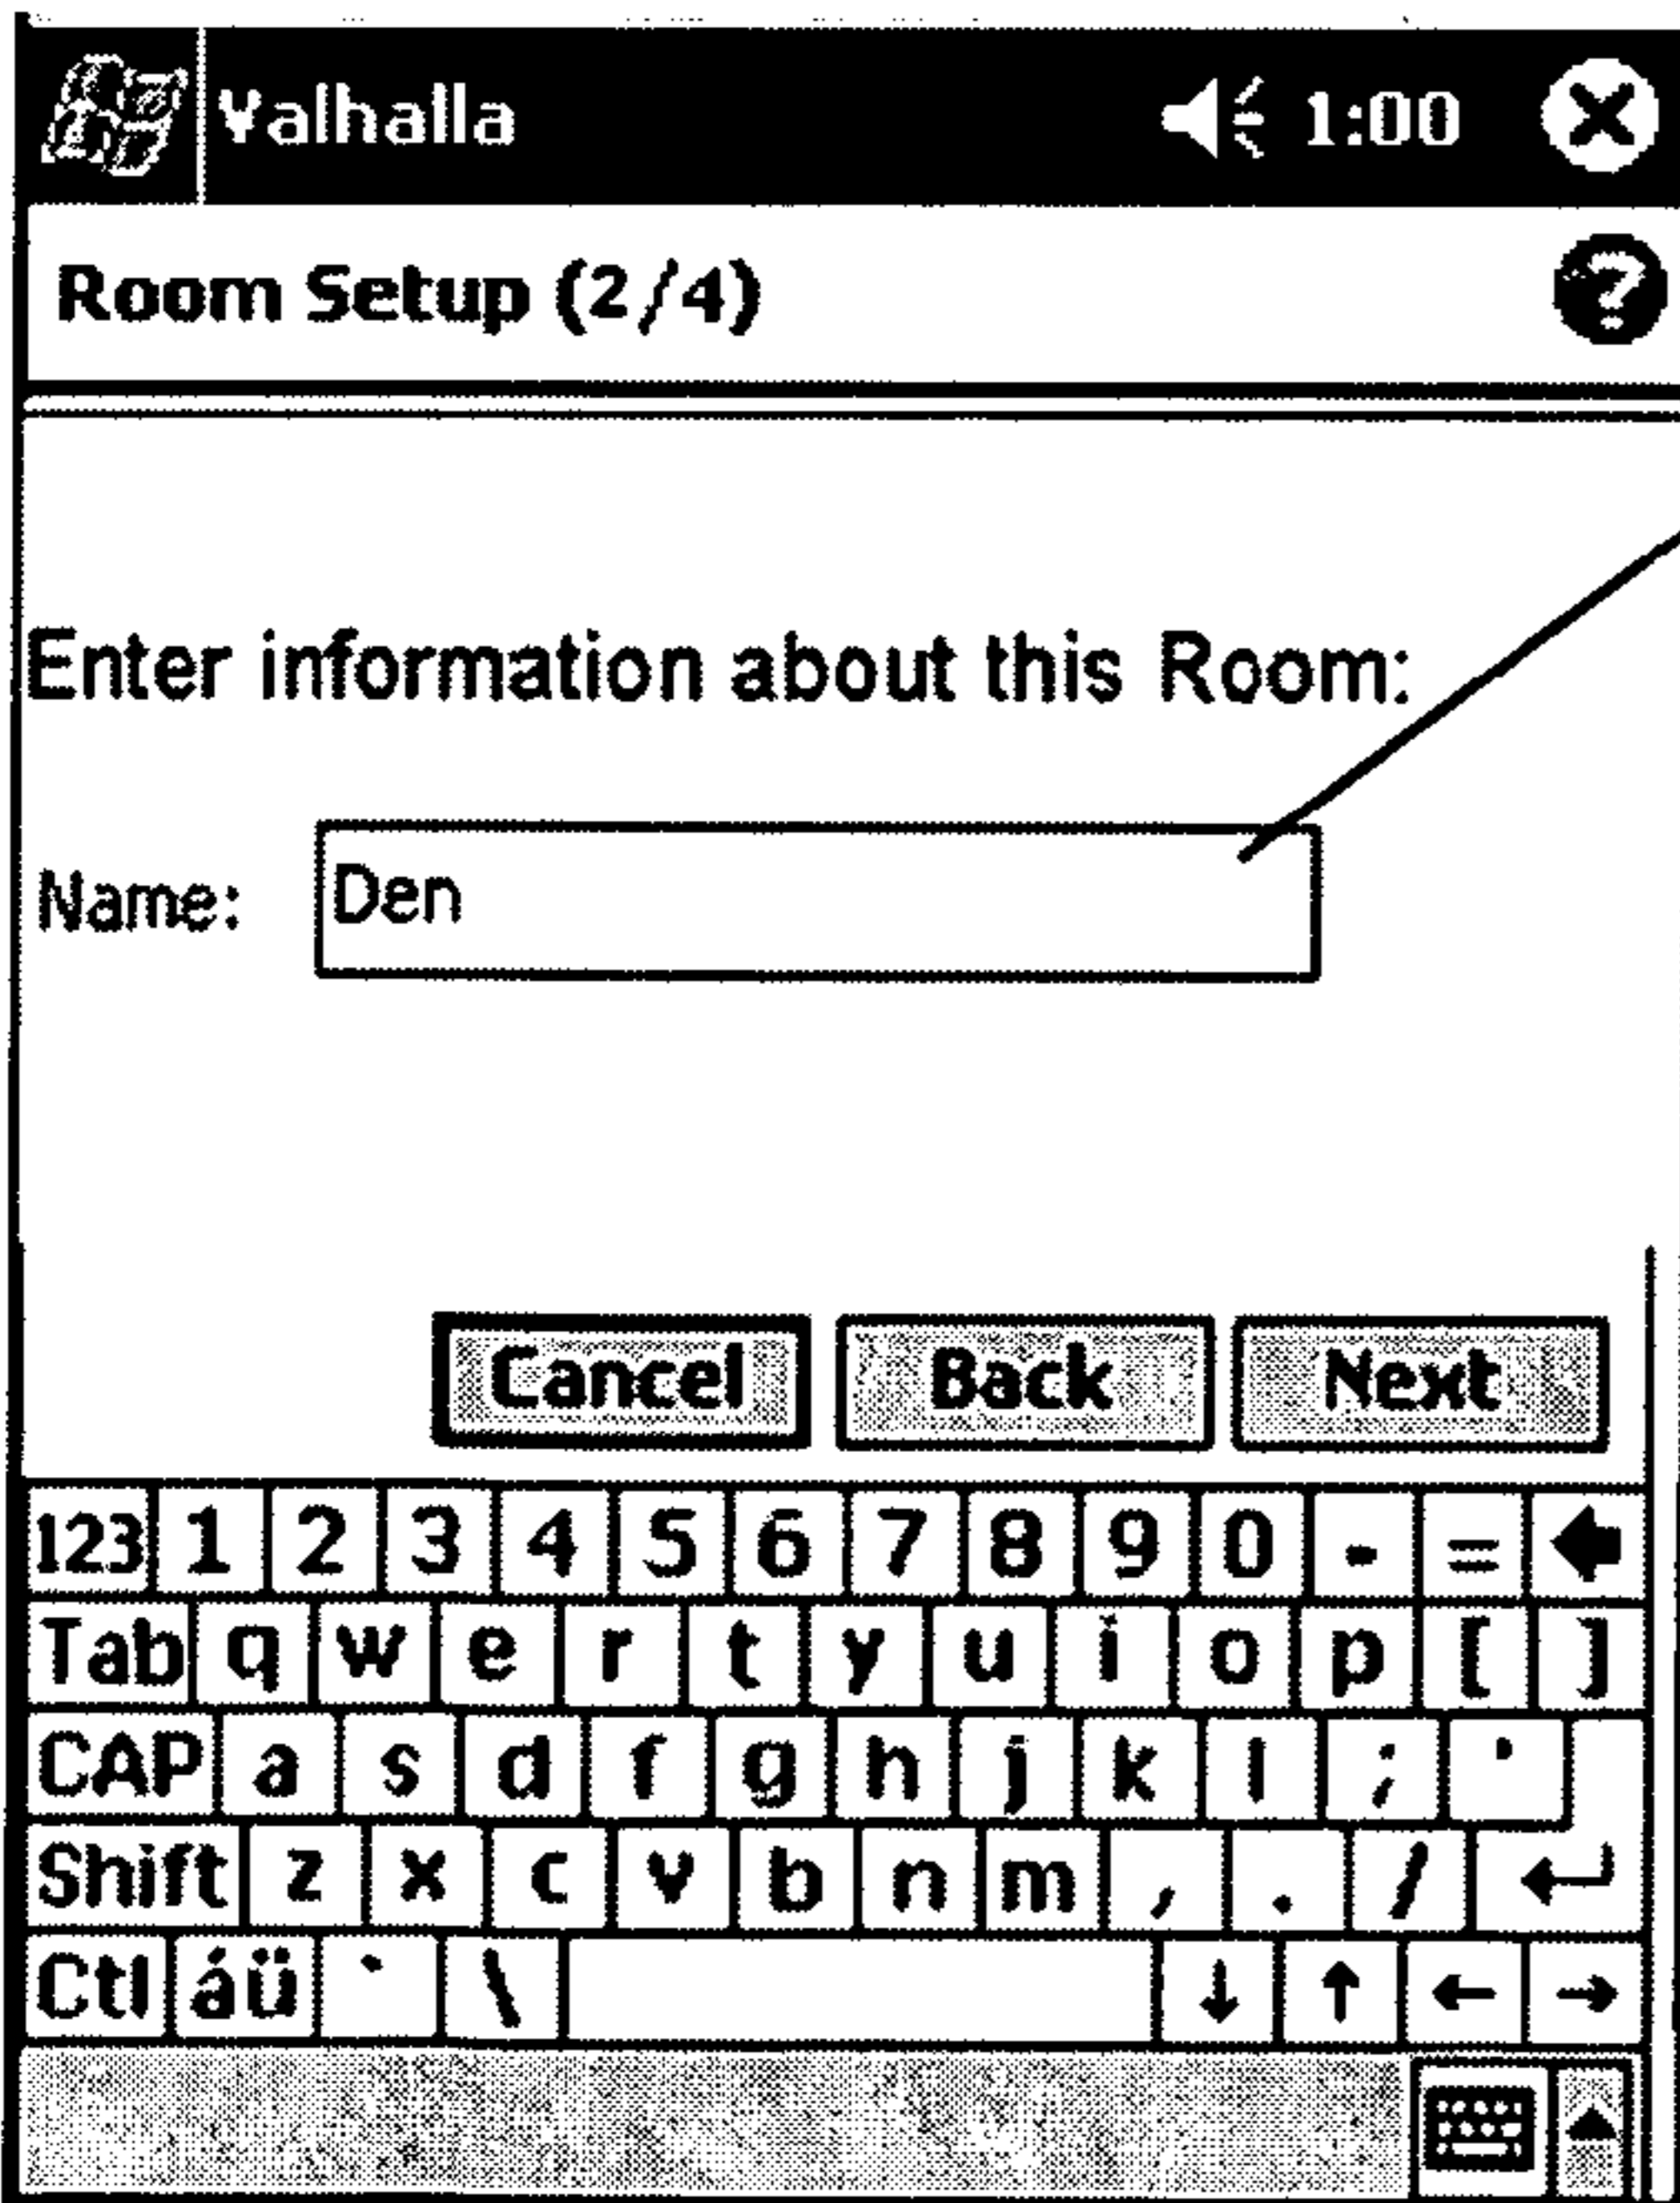 Valhalla 1:00
Room Setup (2/4) ?
Enter information about this Room:
Name: Den
Cancel Back Next
123 1 2 3 4 5 6 7 8 9 0 - =
Tab q w e r t y u i o p [ ]
CAP a s d f g h j k l ; '
Shift z x c v b n m , . /
Ctl áü ` \